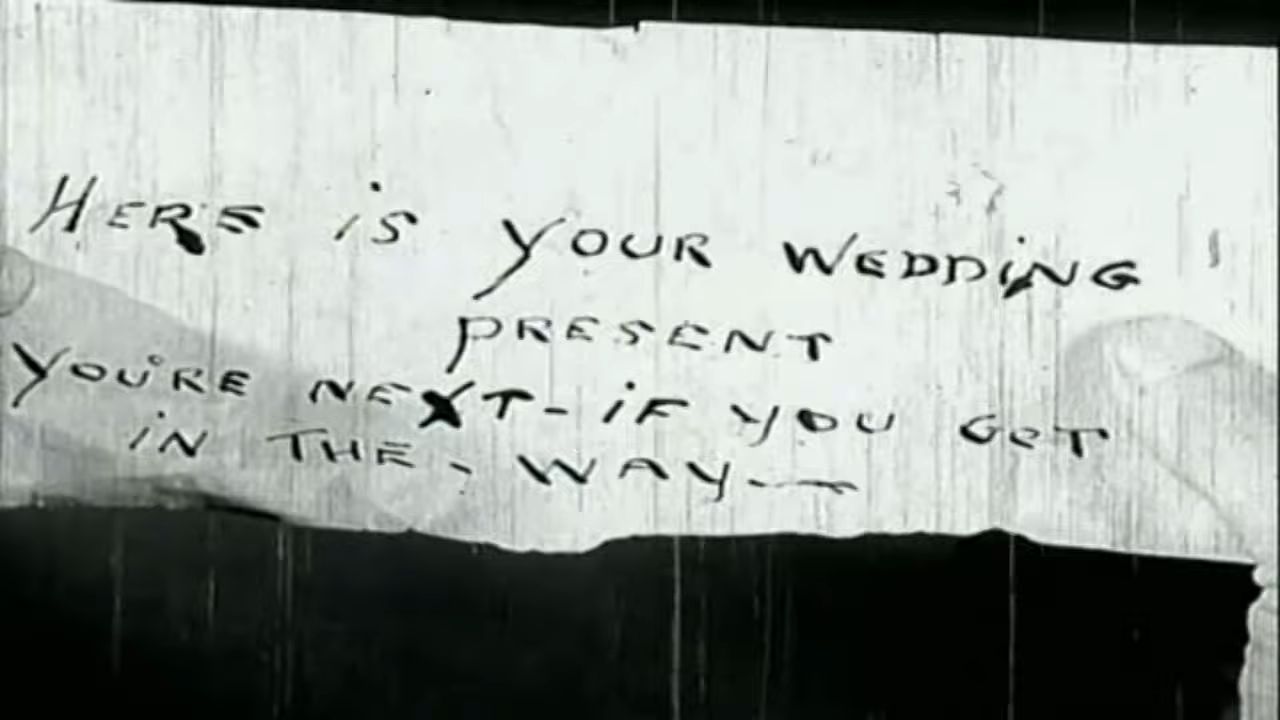 HERE is YOUR WEDDiNG
PRESENT
YOU'RE NEXT - iF YOU GeT
iN THE - WAY —